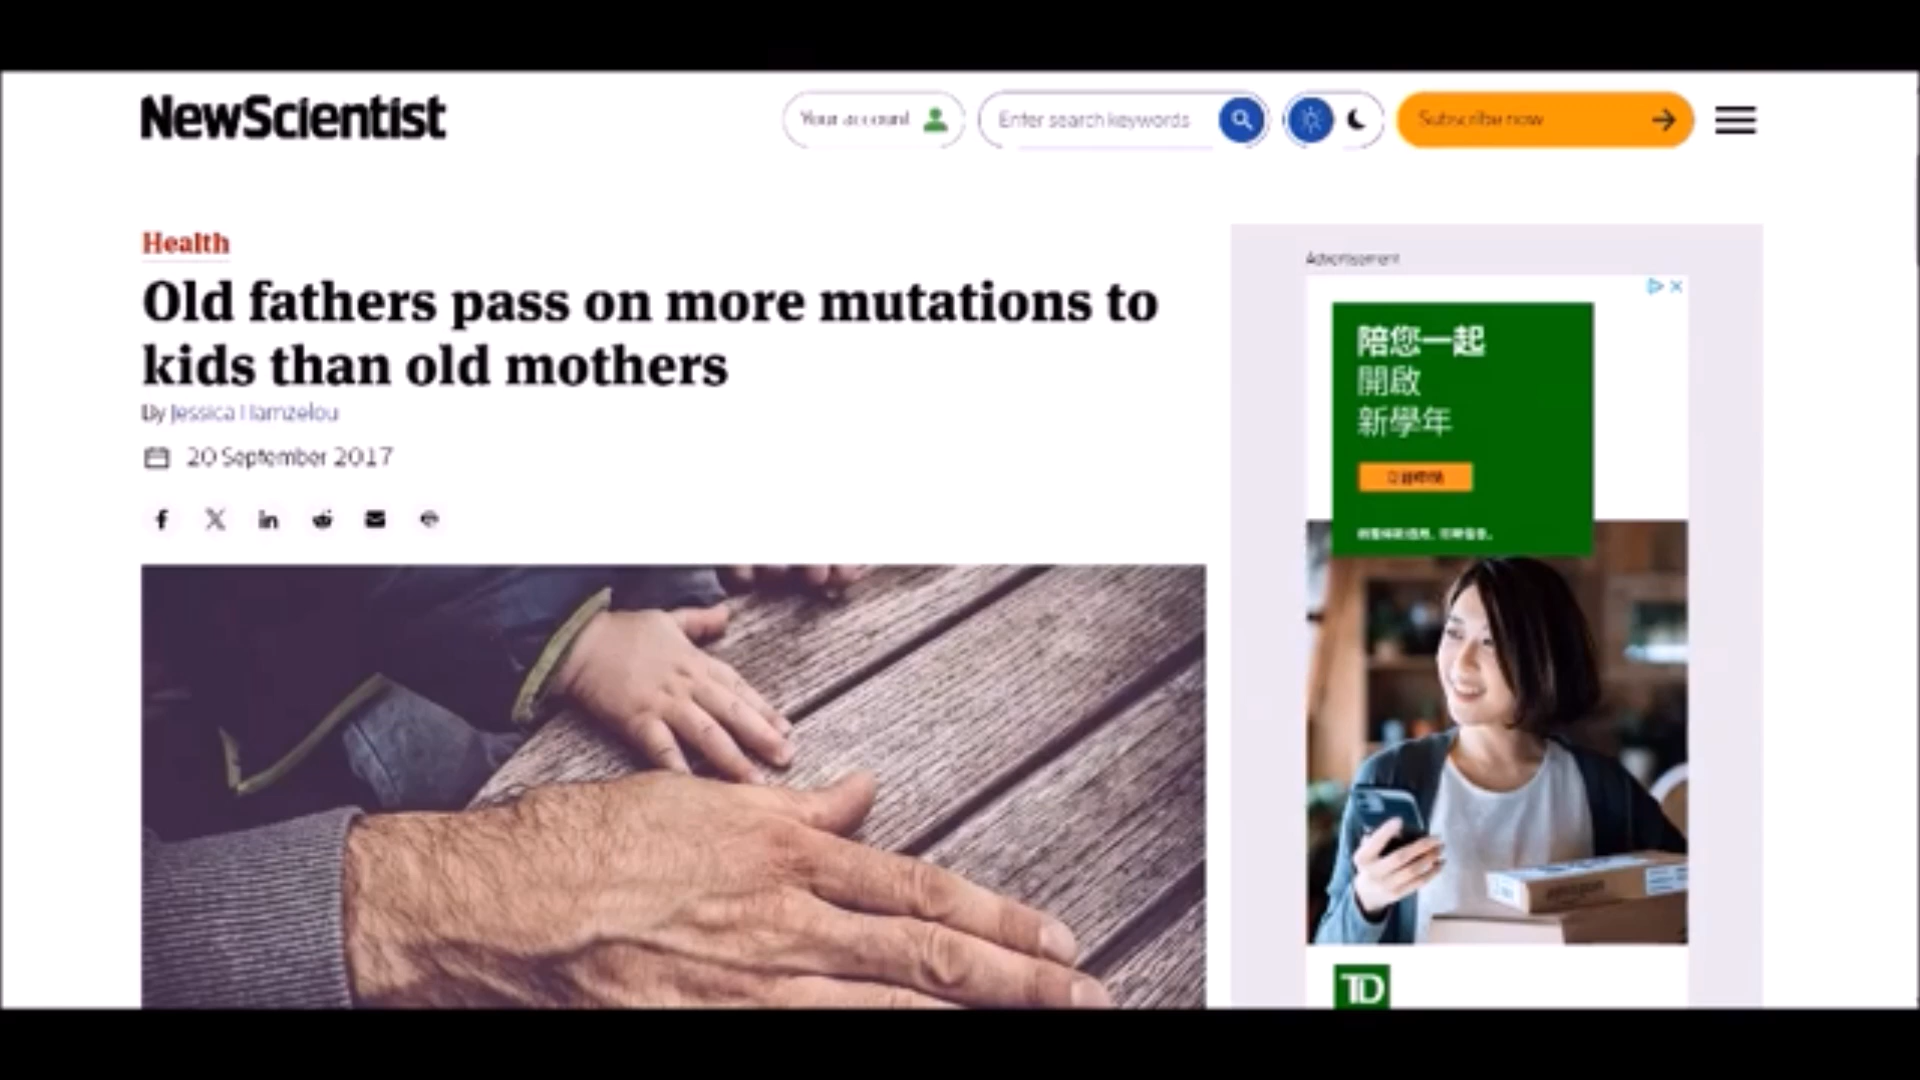 NewScientist
Your account
Enter search keywords
Subscribe now
Health
Old fathers pass on more mutations to
kids than old mothers
By Jessica Hamzelou
20 September 2017
Advertisement
陪您一起
開啟
新學年
TD